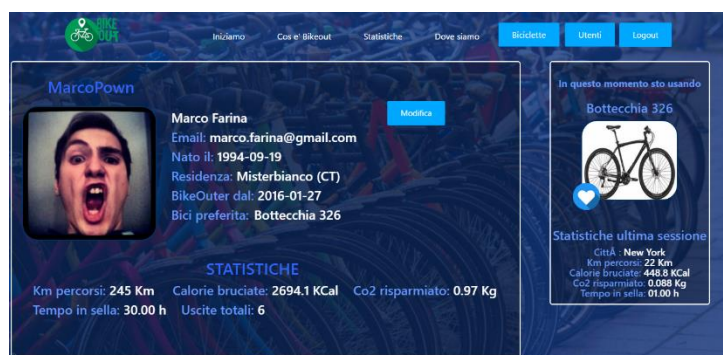 BIKE
OUT
Iniziamo Cos e' Bikeout Statistiche Dove siamo Biciclette Utenti Logout
MarcoPown
Modifica
Marco Farina
Email: marco.farina@gmail.com
Nato il: 1994-09-19
Residenza: Misterbianco (CT)
BikeOuter dal: 2016-01-27
Bici preferita: Bottecchia 326
STATISTICHE
Km percorsi: 245 Km Calorie bruciate: 2694.1 KCal Co2 risparmiato: 0.97 Kg
Tempo in sella: 30.00 h Uscite totali: 6
In questo momento sto usando
Bottecchia 326
Statistiche ultima sessione
CittÃ : New York
Km percorsi: 22 Km
Calorie bruciate: 448.8 KCal
Co2 risparmiato: 0.088 Kg
Tempo in sella: 01.00 h